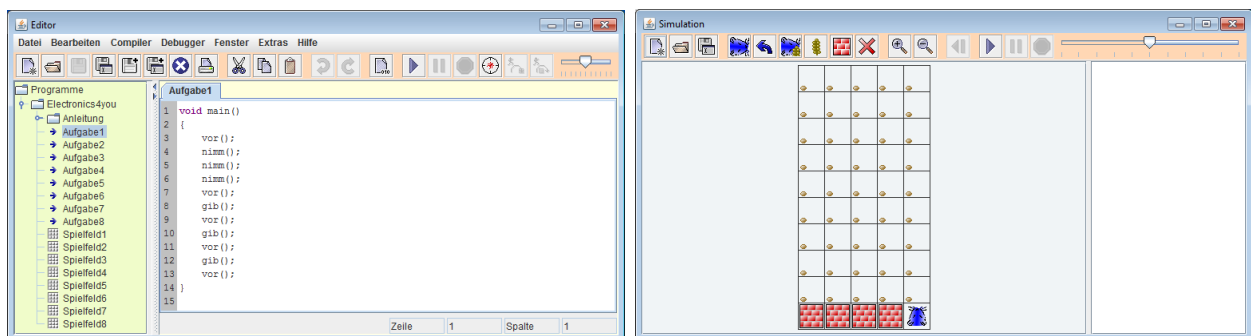 Editor
Datei Bearbeiten Compiler Debugger Fenster Extras Hilfe
Programme
Electronics4you
Anleitung
Aufgabe1
Aufgabe2
Aufgabe3
Aufgabe4
Aufgabe5
Aufgabe6
Aufgabe7
Aufgabe8
Spielfeld1
Spielfeld2
Spielfeld3
Spielfeld4
Spielfeld5
Spielfeld6
Spielfeld7
Spielfeld8
Aufgabe1
1 void main()
2 {
3 vor();
4 nimm();
5 nimm();
6 nimm();
7 vor();
8 gib();
9 vor();
10 gib();
11 vor();
12 gib();
13 vor();
14 }
15
Zeile 1 Spalte 1
Simulation